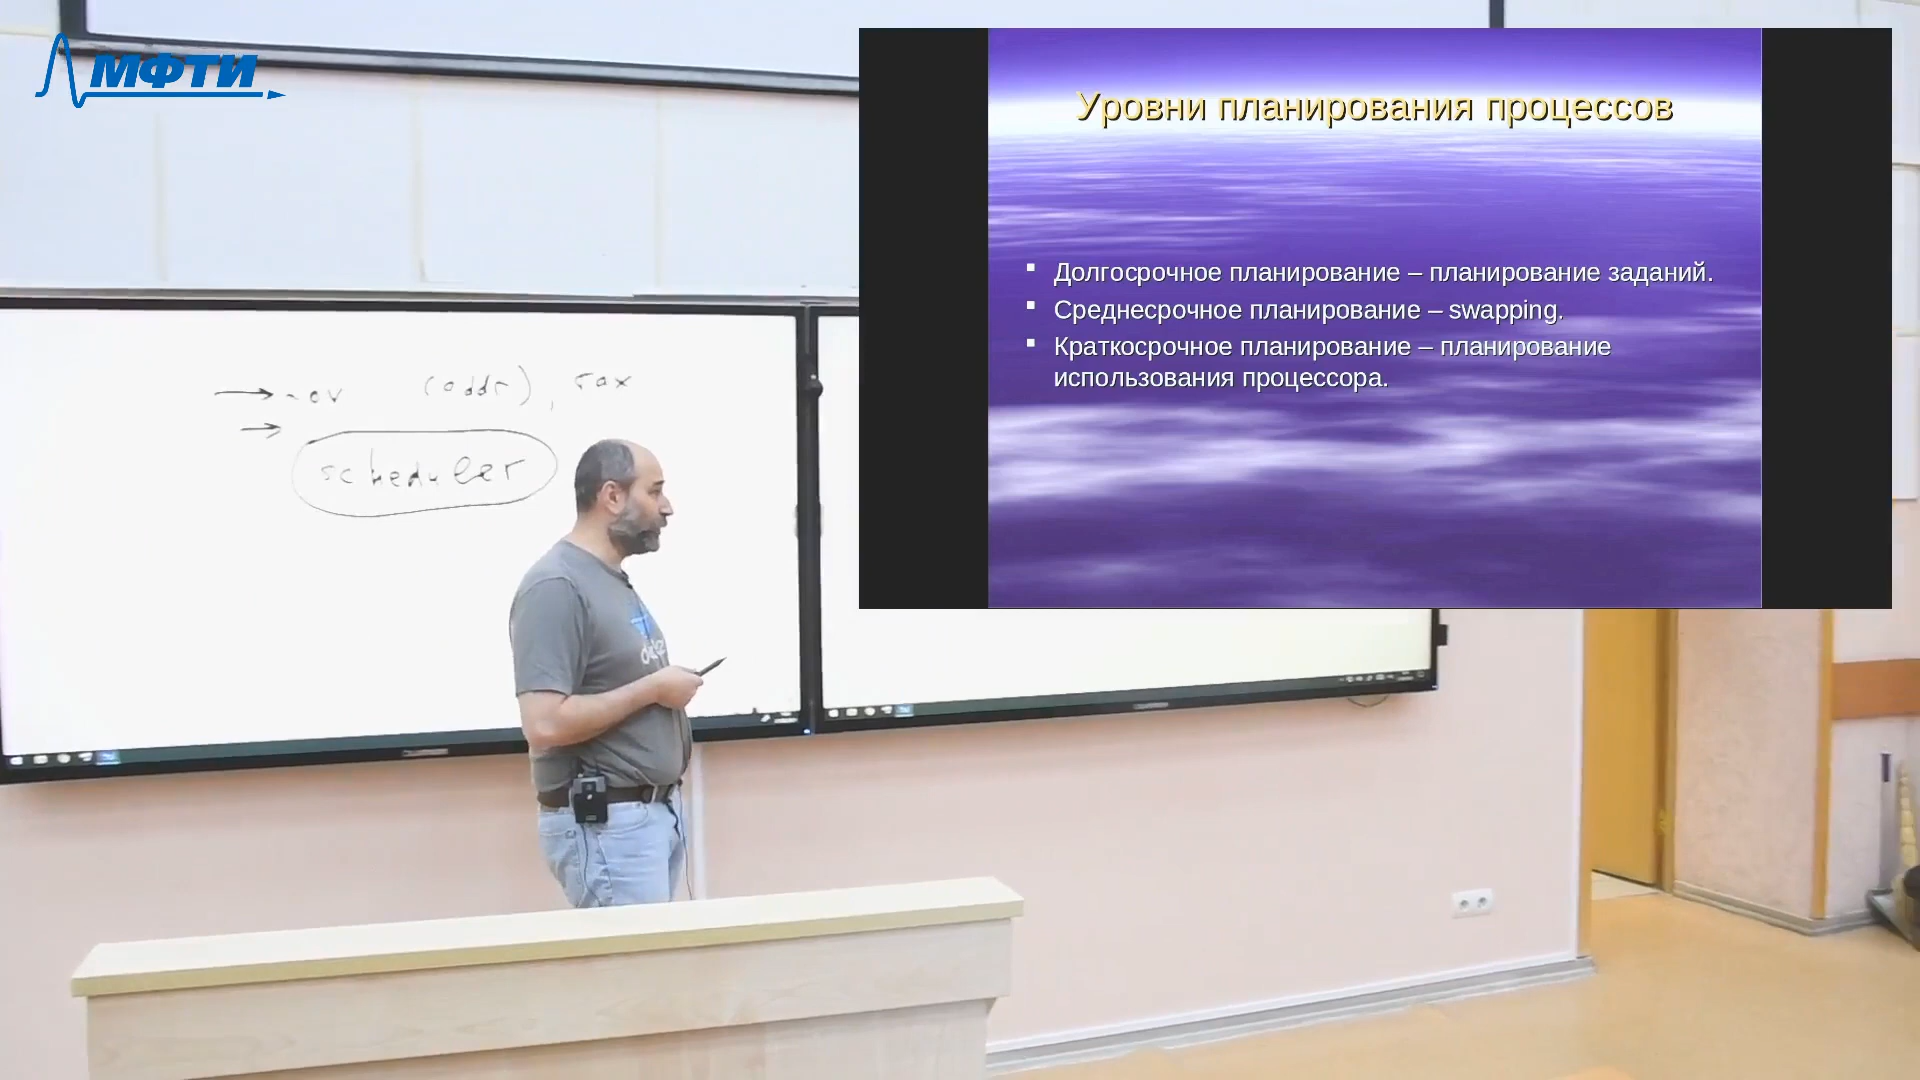 МФТИ
Уровни планирования процессов
Долгосрочное планирование – планирование заданий.
Среднесрочное планирование – swapping.
Краткосрочное планирование – планирование
использования процессора.
mov (addr), rax
scheduler